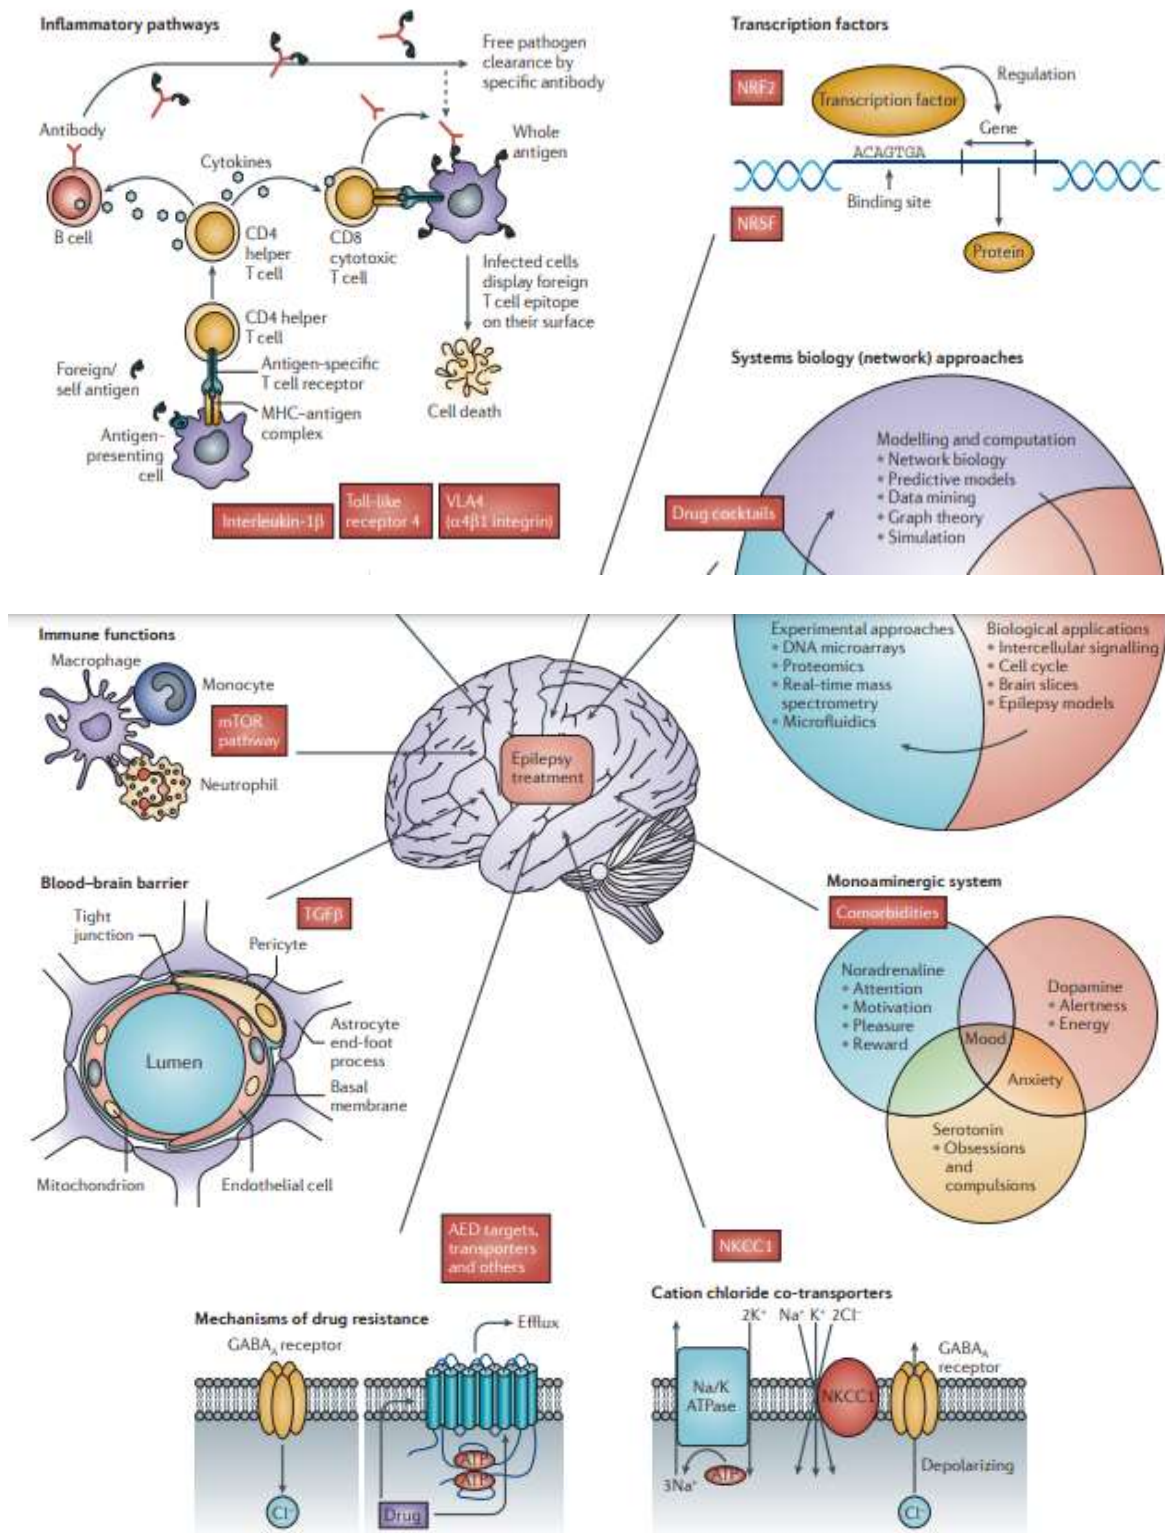 Inflammatory pathways
Free pathogen
clearance by
specific antibody
Antibody
Cytokines
Whole
antigen
B cell
CD4
helper
T cell
CD8
cytotoxic
T cell
Infected cells
display foreign
T cell epitope
on their surface
CD4 helper
T cell
Foreign/
self antigen
Antigen-specific
T cell receptor
MHC–antigen
complex
Antigen-
presenting
cell
Cell death
Interleukin-1β
Toll-like
receptor 4
VLA4
(α4β1 integrin)
Transcription factors
NRF2
Transcription factor
Regulation
Gene
ACAGTGA
Binding site
NRSF
Protein
Systems biology (network) approaches
Modelling and computation
• Network biology
• Predictive models
• Data mining
• Graph theory
• Simulation
Drug cocktails
Experimental approaches
• DNA microarrays
• Proteomics
• Real-time mass
spectrometry
• Microfluidics
Biological applications
• Intercellular signalling
• Cell cycle
• Brain slices
• Epilepsy models
Immune functions
Macrophage
Monocyte
mTOR
pathway
Neutrophil
Epilepsy
treatment
Blood–brain barrier
TGFβ
Tight
junction
Pericyte
Astrocyte
end-foot
process
Lumen
Basal
membrane
Mitochondrion
Endothelial cell
Monoaminergic system
Comorbidities
Noradrenaline
• Attention
• Motivation
• Pleasure
• Reward
Dopamine
• Alertness
• Energy
Mood
Anxiety
Serotonin
• Obsessions
and
compulsions
AED targets,
transporters
and others
NKCC1
Mechanisms of drug resistance
GABAA receptor
Efflux
ATP
ATP
Cl⁻
Drug
Cation chloride co-transporters
2K⁺
Na⁺ K⁺ 2Cl⁻
GABAA
receptor
Na/K
ATPase
NKCC1
3Na⁺
ATP
Depolarizing
Cl⁻